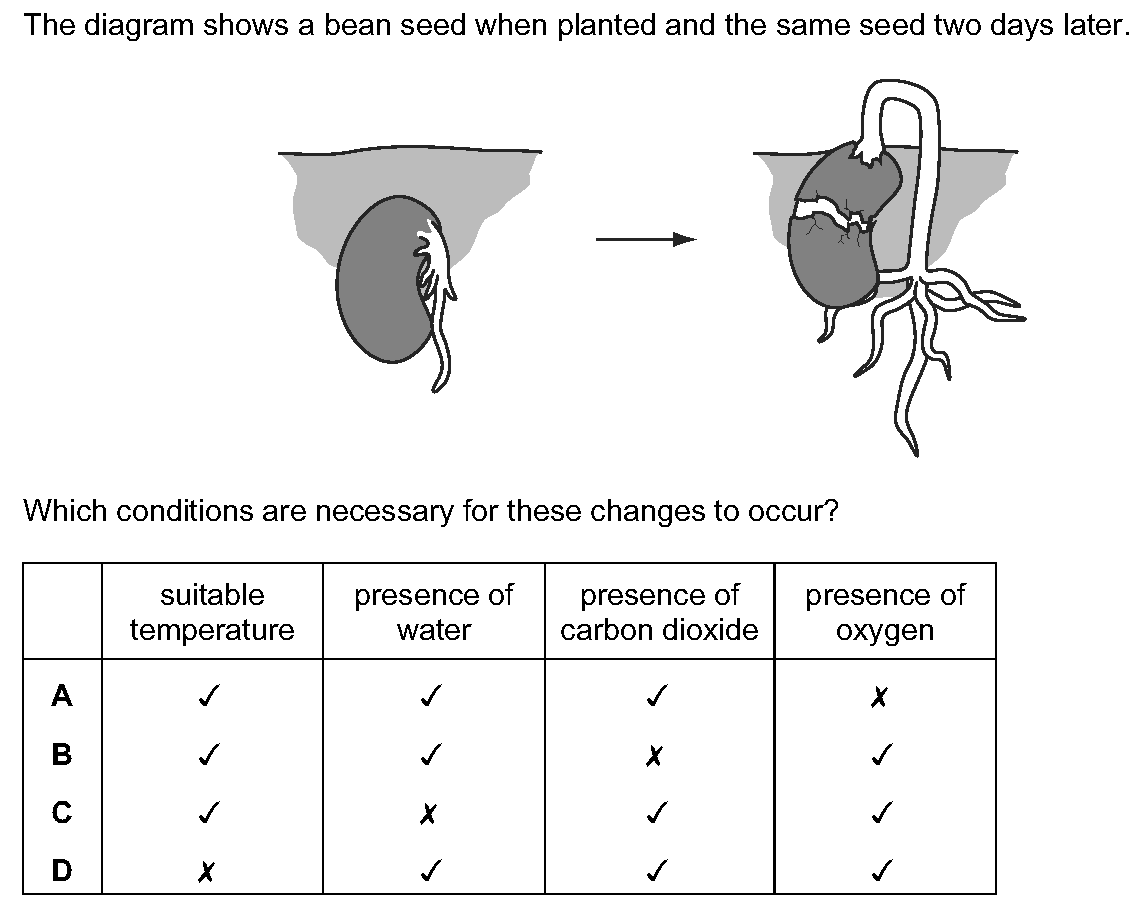 The diagram shows a bean seed when planted and the same seed two days later.
Which conditions are necessary for these changes to occur?
suitable temperature presence of water presence of carbon dioxide presence of oxygen
A ✓ ✓ ✓ ✗
B ✓ ✓ ✗ ✓
C ✓ ✗ ✓ ✓
D ✗ ✓ ✓ ✓